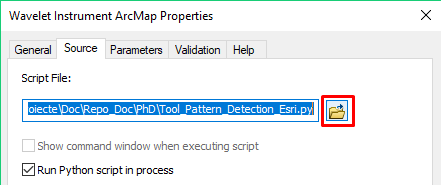 Wavelet Instrument ArcMap Properties
General Source Parameters Validation Help
Script File:
oiecte\Doc\Repo_Doc\PhD\Tool_Pattern_Detection_Esri.py
Show command window when executing script
Run Python script in process